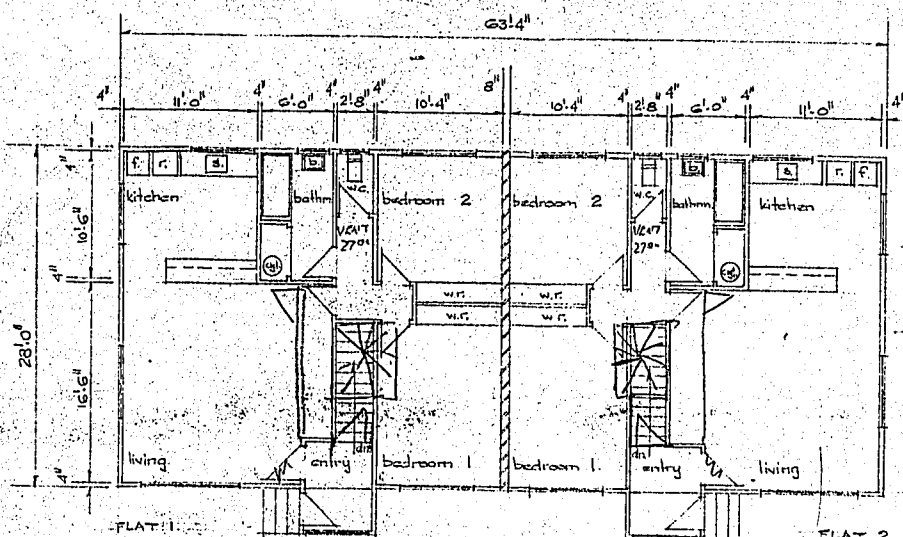 63'-4"
4" 11'-0" 4" 6'-0" 4" 2'-8" 4" 10'-4" 8" 10'-4" 4" 2'-8" 4" 6'-0" 4" 11'-0" 4"
28'-0"
4"
10'-6"
4"
16'-6"
4"
f. r. s. b w.c. w.c. b s. r. f.
kitchen bathrm. bedroom 2 bedroom 2 bathrm kitchen
VENT
27"
VENT
27"
w.r. w.r.
w.r. w.r.
dn dn
living entry bedroom 1 bedroom 1. entry living
FLAT 1. FLAT 2